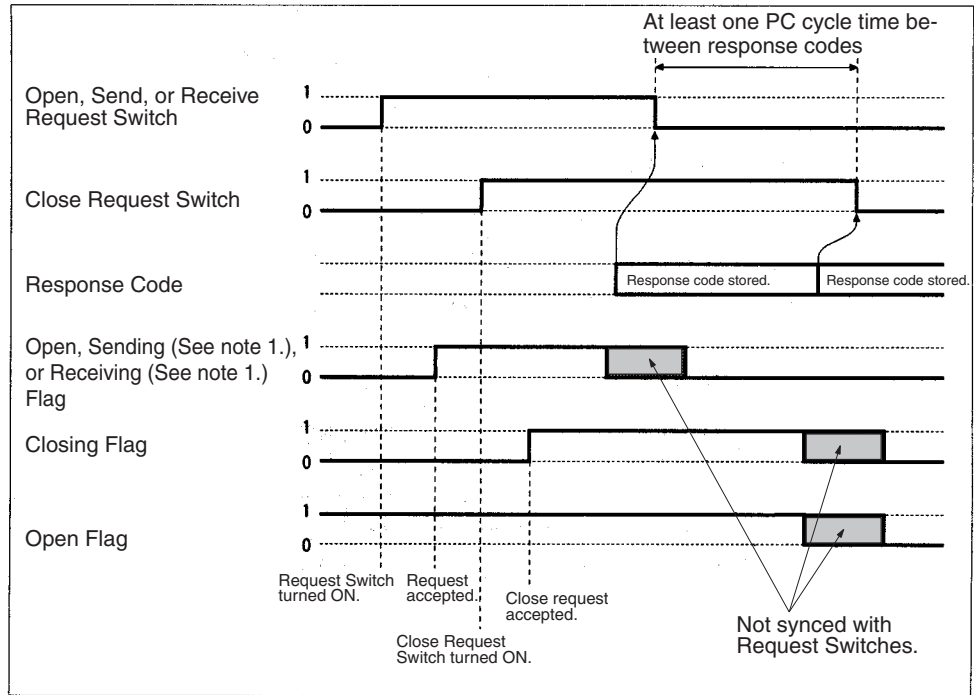 At least one PC cycle time be-
tween response codes
Open, Send, or Receive
Request Switch
1
0
Close Request Switch
1
0
Response Code
Response code stored.
Response code stored.
Open, Sending (See note 1.),
or Receiving (See note 1.)
Flag
1
0
Closing Flag
1
0
Open Flag
1
0
Request Switch
turned ON.
Request
accepted.
Close Request
Switch turned ON.
Close request
accepted.
Not synced with
Request Switches.